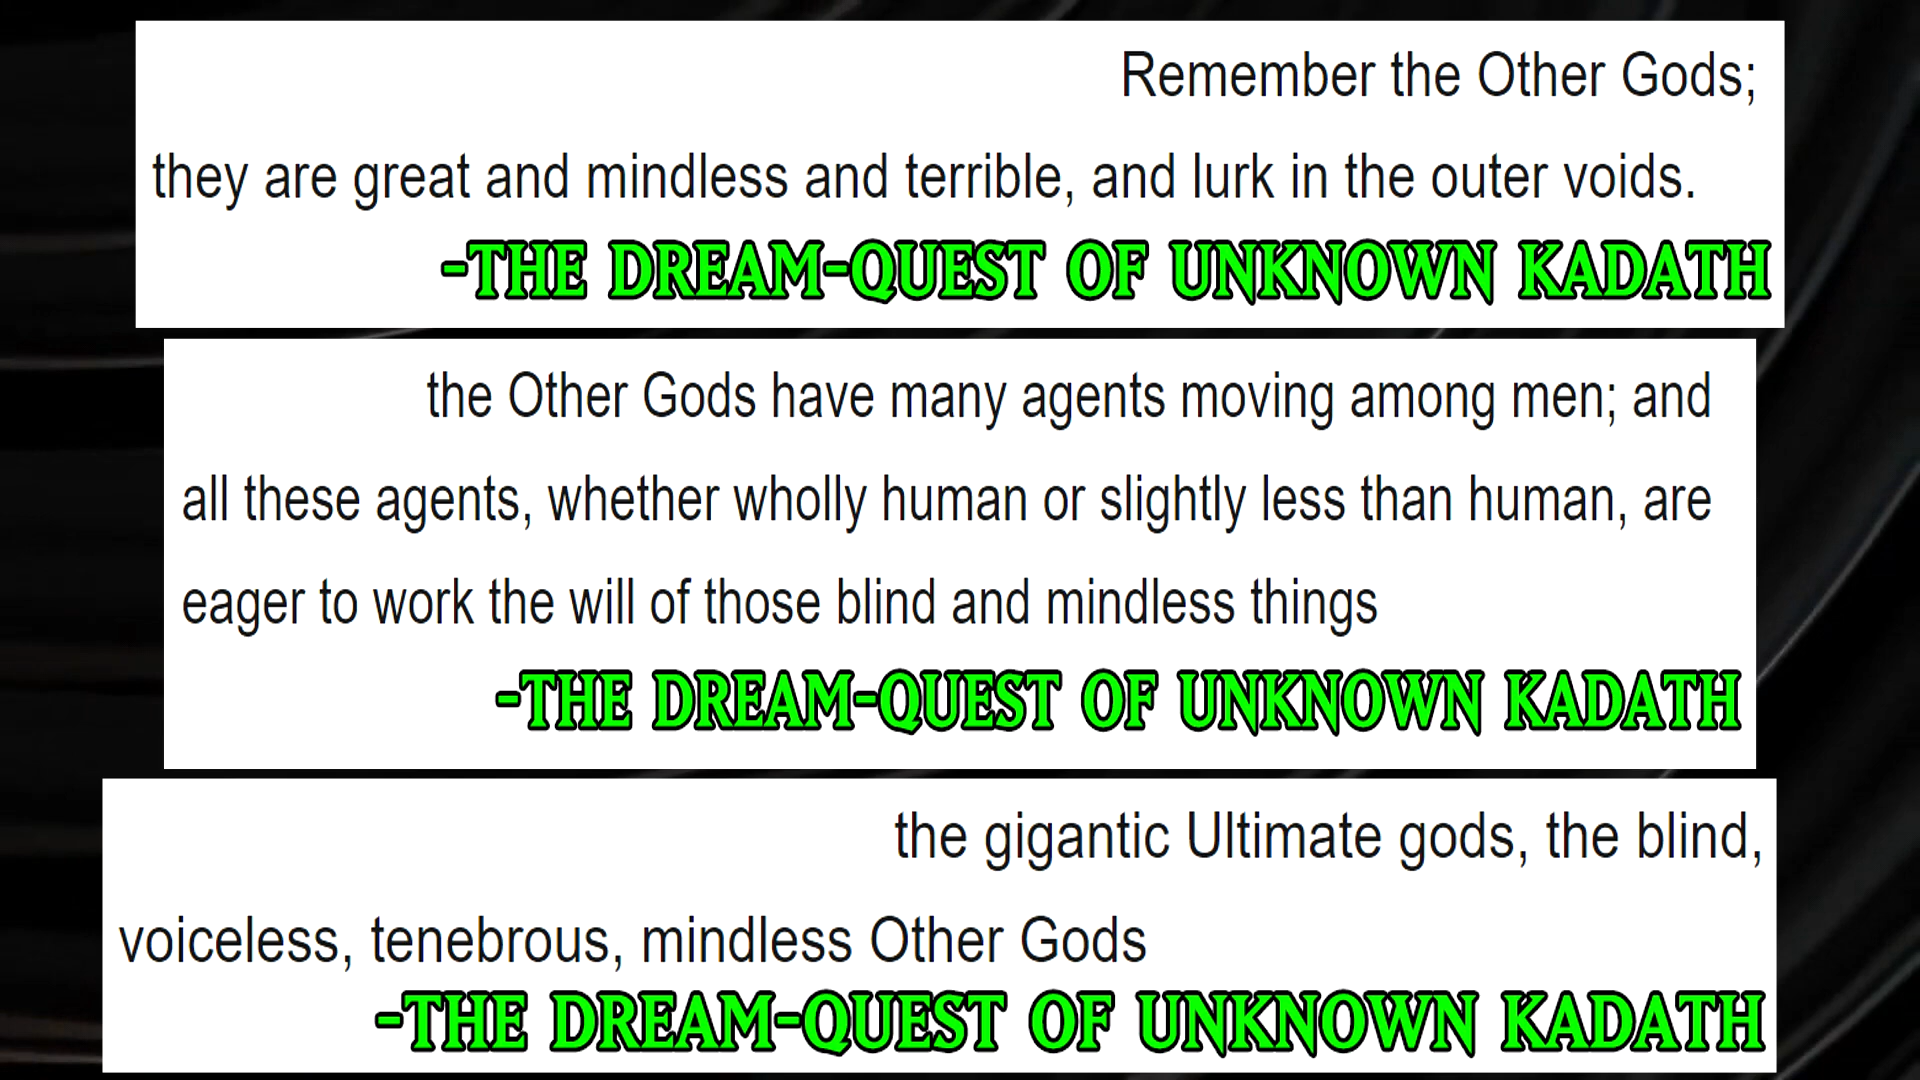 Remember the Other Gods;
they are great and mindless and terrible, and lurk in the outer voids.
-THE DREAM-QUEST OF UNKNOWN KADATH
the Other Gods have many agents moving among men; and
all these agents, whether wholly human or slightly less than human, are
eager to work the will of those blind and mindless things
-THE DREAM-QUEST OF UNKNOWN KADATH
the gigantic Ultimate gods, the blind,
voiceless, tenebrous, mindless Other Gods
-THE DREAM-QUEST OF UNKNOWN KADATH